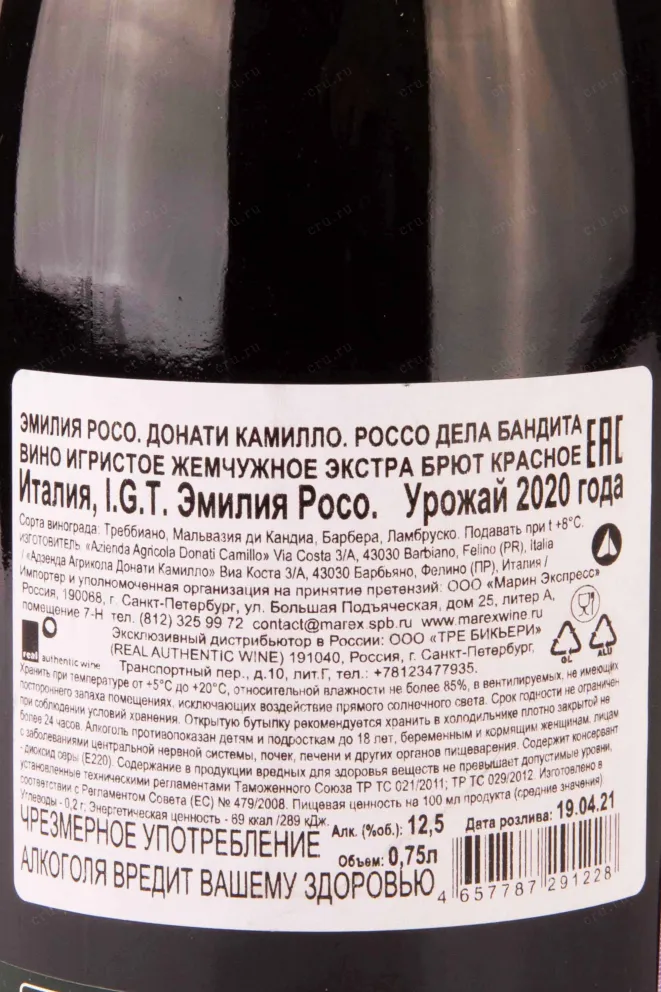 ЭМИЛИЯ РОСО. ДОНАТИ КАМИЛЛО. РОССО ДЕЛА БАНДИТА
ВИНО ИГРИСТОЕ ЖЕМЧУЖНОЕ ЭКСТРА БРЮТ КРАСНОЕ EAC
Италия, I.G.T. Эмилия Росо. Урожай 2020 года
Сорта винограда: Треббиано, Мальвазия ди Кандиа, Барбера, Ламбруско. Подавать при t +8°C.
изготовитель «Azienda Agricola Donati Camillo» Via Costa 3/A, 43030 Barbiano, Felino (PR), Italia
/ «Адзенда Агрикола Донати Камилло» Виа Коста 3/А, 43030 Барбьяно, Фелино (ПР), Италия /
Импортер и уполномоченная организация на принятие претензий: ООО «Марин Экспресс»
Россия, 190068, г. Санкт-Петербург, ул. Большая Подъяческая, дом 25, литер А,
помещение 7-Н тел. (812) 325 99 72 contact@marex.spb.ru www.marexwine.ru
Эксклюзивный дистрибьютор в России: ООО «ТРЕ БИКЬЕРИ»
(REAL AUTHENTIC WINE) 191040, Россия, г. Санкт-Петербург,
real authentic wine Транспортный пер., д.10, лит.Г, тел.: +78123477935.
GL ALU
Хранить при температуре от +5°C до +20°C, относительной влажности не более 85%, в вентилируемых, не имеющих
постороннего запаха помещениях, исключающих воздействие прямого солнечного света. Срок годности не ограничен
при соблюдении условий хранения. Открытую бутылку рекомендуется хранить в холодильнике плотно закрытой не
более 24 часов. Алкоголь противопоказан детям и подросткам до 18 лет, беременным и кормящим женщинам, лицам
с заболеваниями центральной нервной системы, почек, печени и других органов пищеварения. Содержит консервант
- диоксид серы (Е220). Содержание в продукции вредных для здоровья веществ не превышает допустимые уровни,
установленные техническими регламентами Таможенного Союза ТР ТС 021/2011; ТР ТС 029/2012. Изготовлено в
соответствии с Регламентом Совета (ЕС) № 479/2008. Пищевая ценность на 100 мл продукта (средние значения)
Углеводы - 0,2 г. Энергетическая ценность - 69 ккал /289 кДж.
ЧРЕЗМЕРНОЕ УПОТРЕБЛЕНИЕ
АЛКОГОЛЯ ВРЕДИТ ВАШЕМУ ЗДОРОВЬЮ
Алк. (%об.): 12,5
Объем: 0,75л
Дата розлива: 19.04.21
4 657787 291228